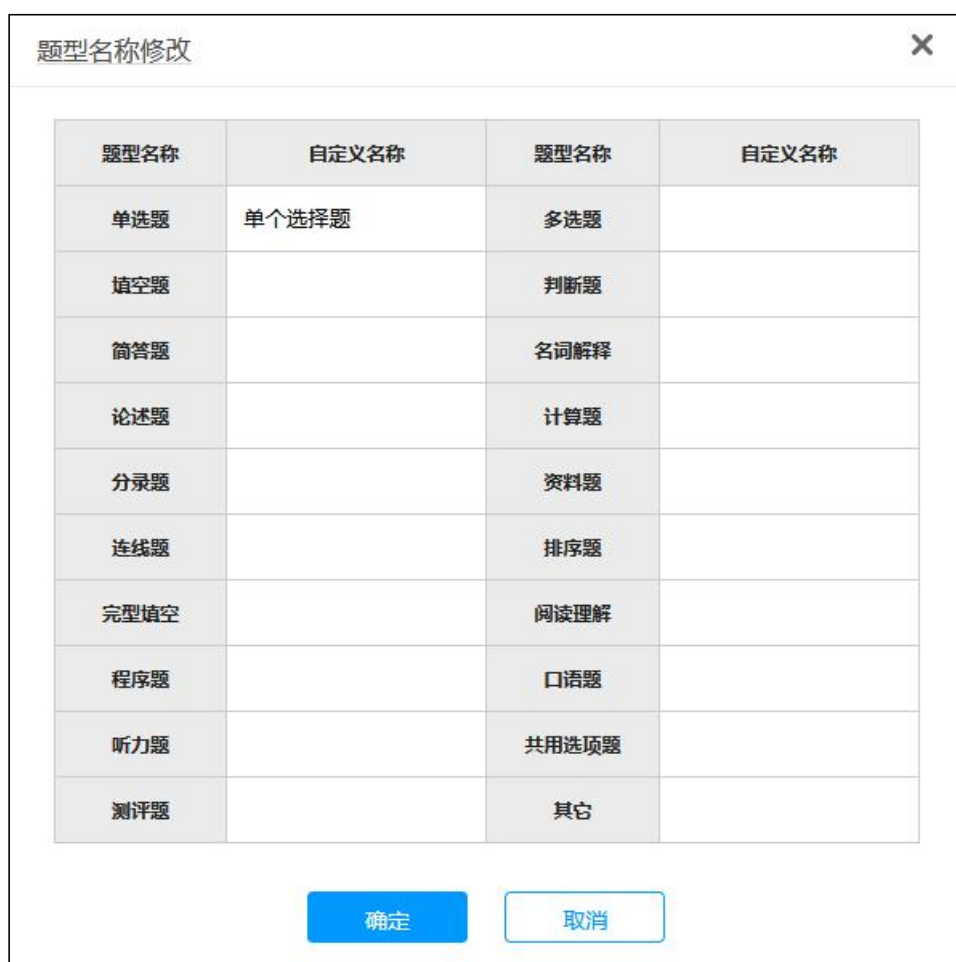 题型名称修改
题型名称 自定义名称 题型名称 自定义名称
单选题 单个选择题 多选题
填空题 判断题
简答题 名词解释
论述题 计算题
分录题 资料题
连线题 排序题
完型填空 阅读理解
程序题 口语题
听力题 共用选项题
测评题 其它
确定 取消